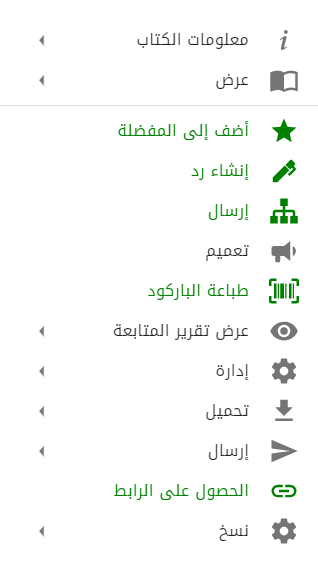 معلومات الكتاب
عرض
أضف إلى المفضلة
إنشاء رد
إرسال
تعميم
طباعة الباركود
عرض تقرير المتابعة
إدارة
تحميل
إرسال
الحصول على الرابط
نسخ